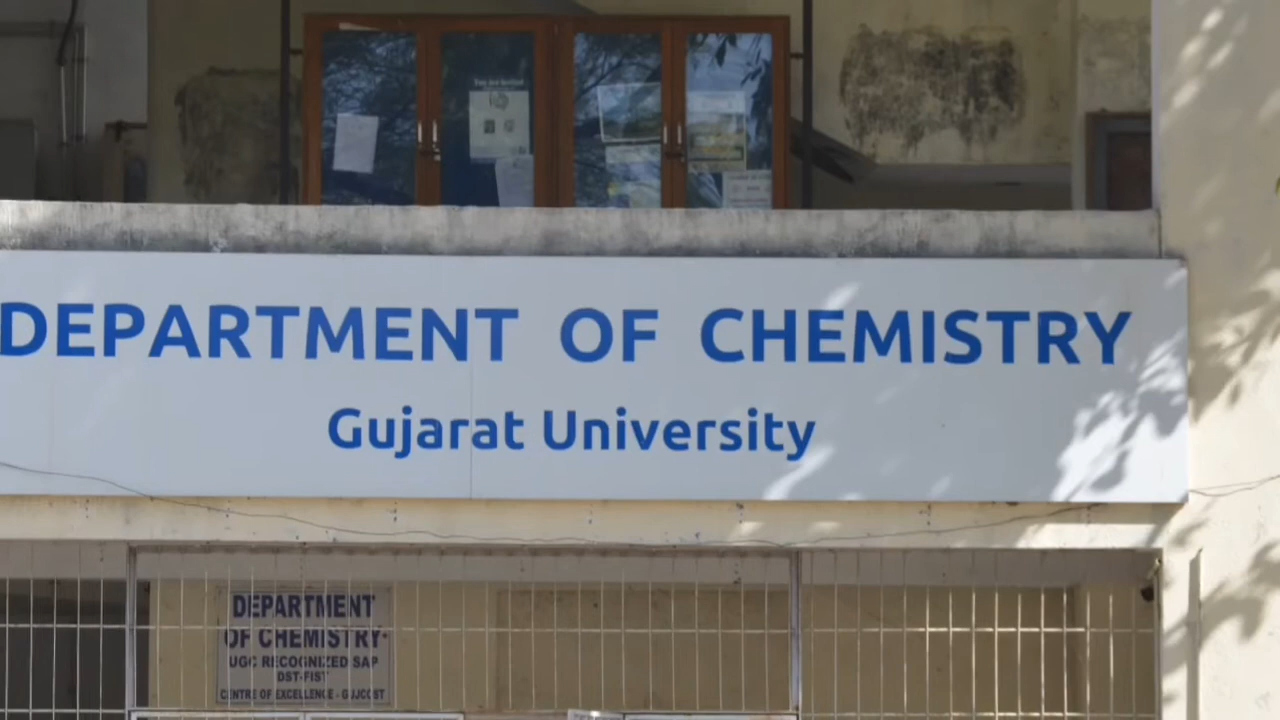 DEPARTMENT OF CHEMISTRY
Gujarat University
DEPARTMENT
OF CHEMISTRY
UGC RECOGNIZED SAP
DST-FIST
CENTRE OF EXCELLENCE - GUJCOST